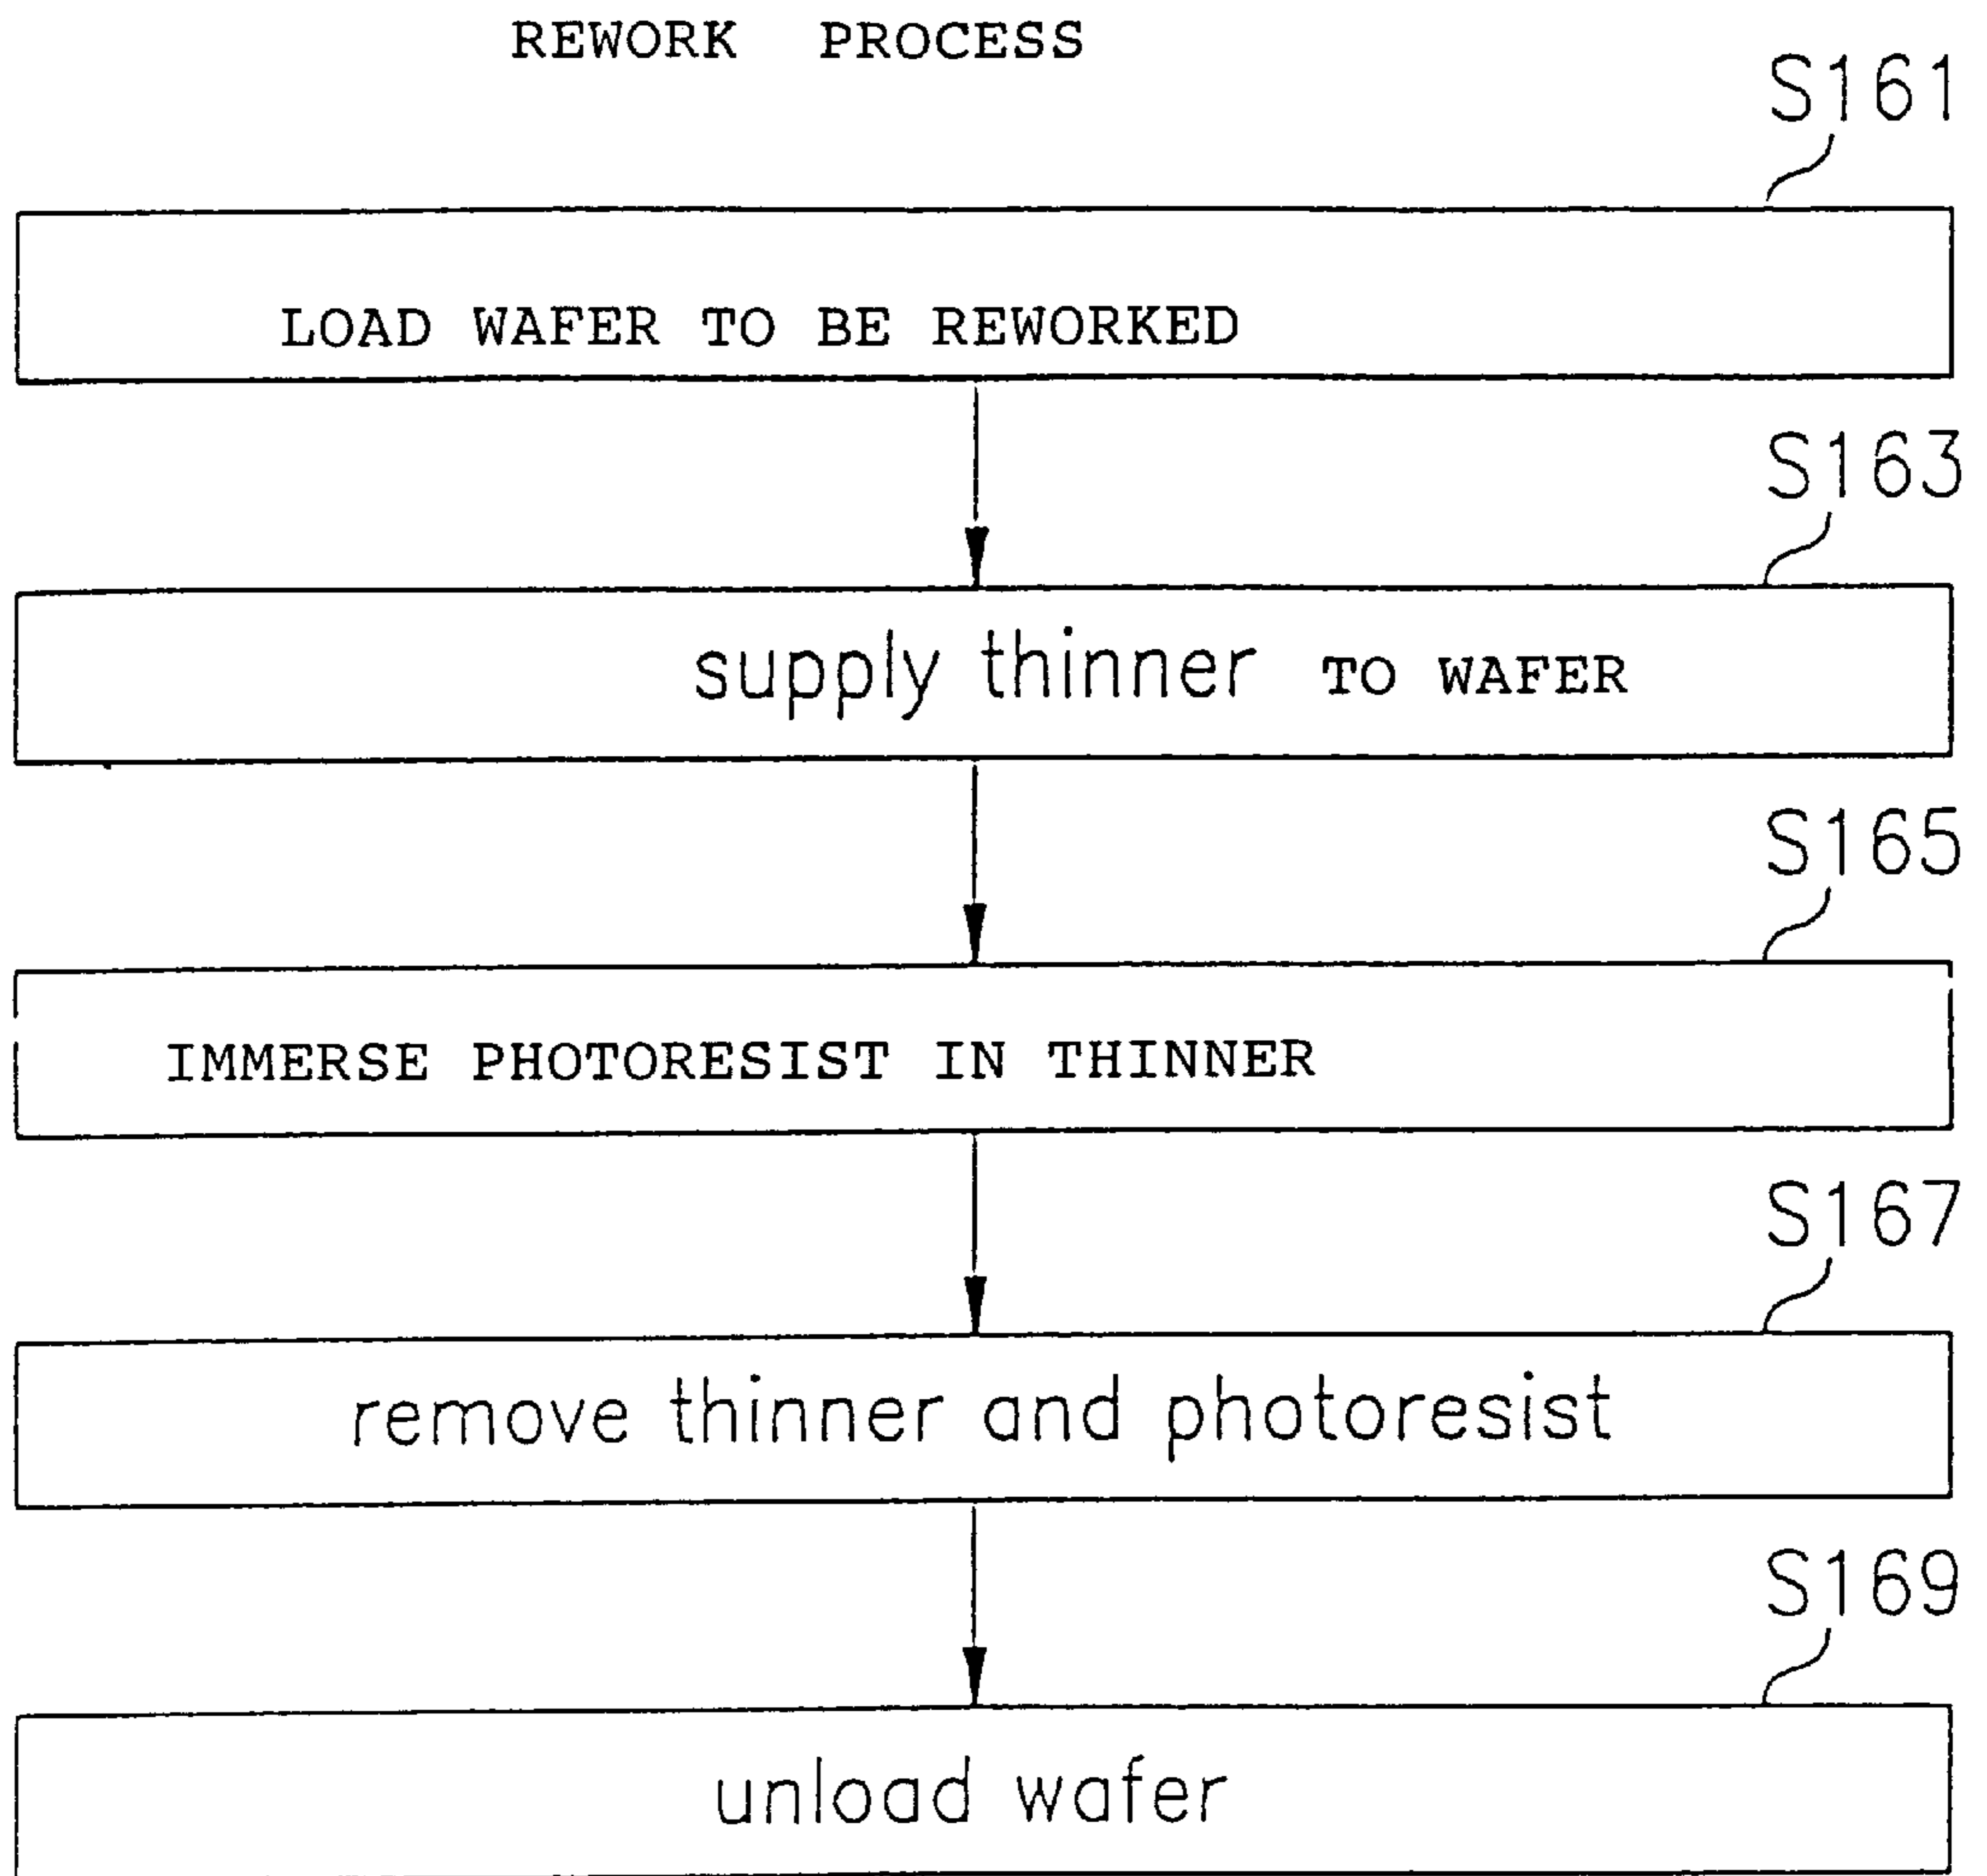 REWORK PROCESS
S161
LOAD WAFER TO BE REWORKED
S163
supply thinner TO WAFER
S165
IMMERSE PHOTORESIST IN THINNER
S167
remove thinner and photoresist
S169
unload wafer